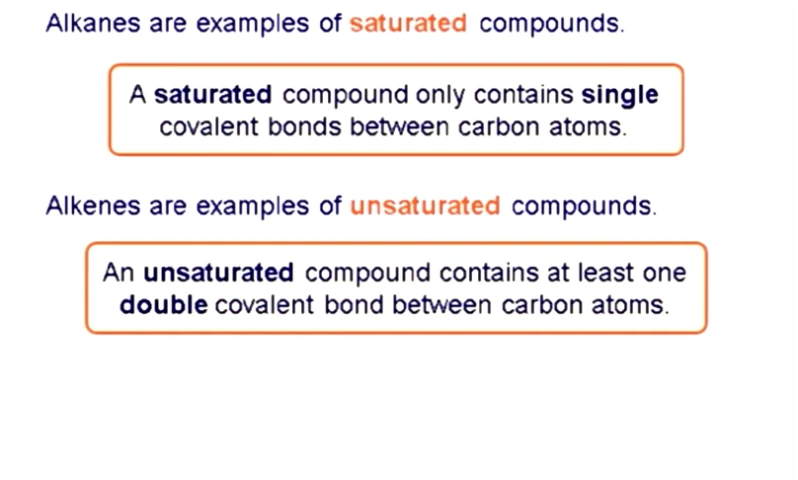 Alkanes are examples of saturated compounds.
A saturated compound only contains single
covalent bonds between carbon atoms.
Alkenes are examples of unsaturated compounds.
An unsaturated compound contains at least one
double covalent bond between carbon atoms.